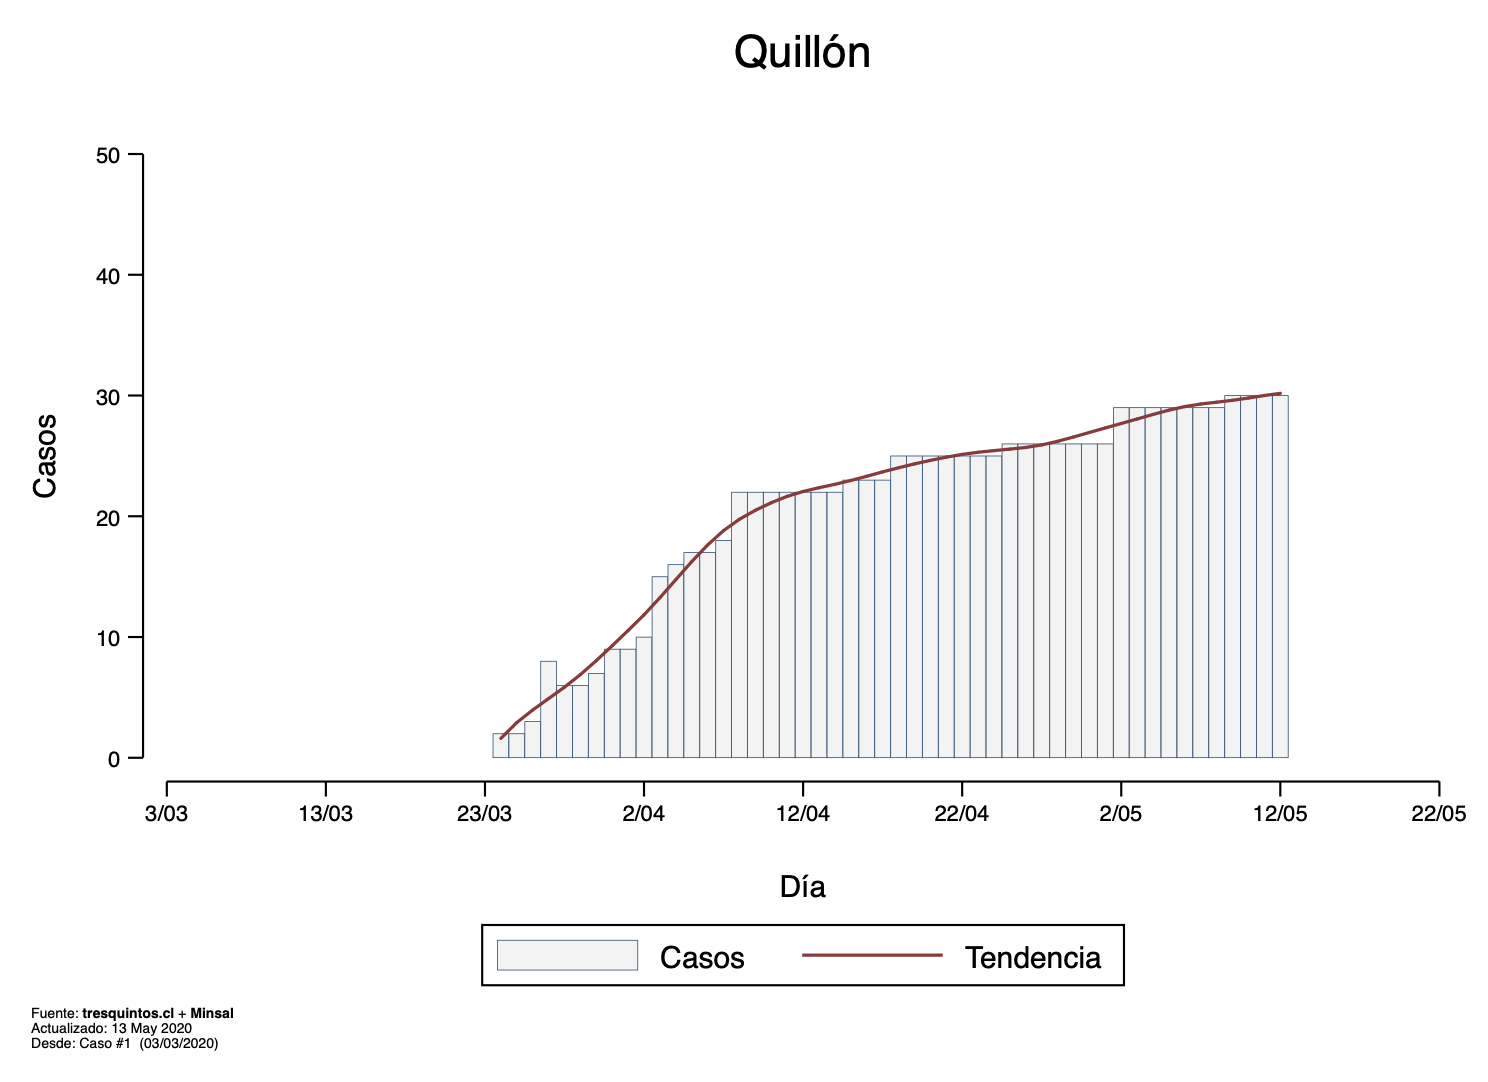 Quillón
50
40
30
20
10
0
Casos
3/03 13/03 23/03 2/04 12/04 22/04 2/05 12/05 22/05
Día
Casos Tendencia
Fuente: tresquintos.cl + Minsal
Actualizado: 13 May 2020
Desde: Caso #1 (03/03/2020)